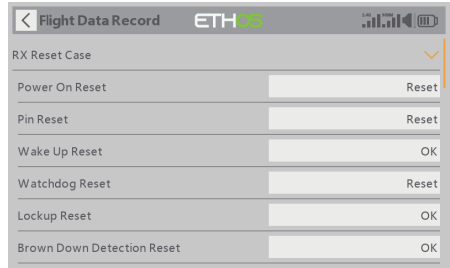 Flight Data Record ETHOS
RX Reset Case
Power On Reset Reset
Pin Reset Reset
Wake Up Reset OK
Watchdog Reset Reset
Lockup Reset OK
Brown Down Detection Reset OK